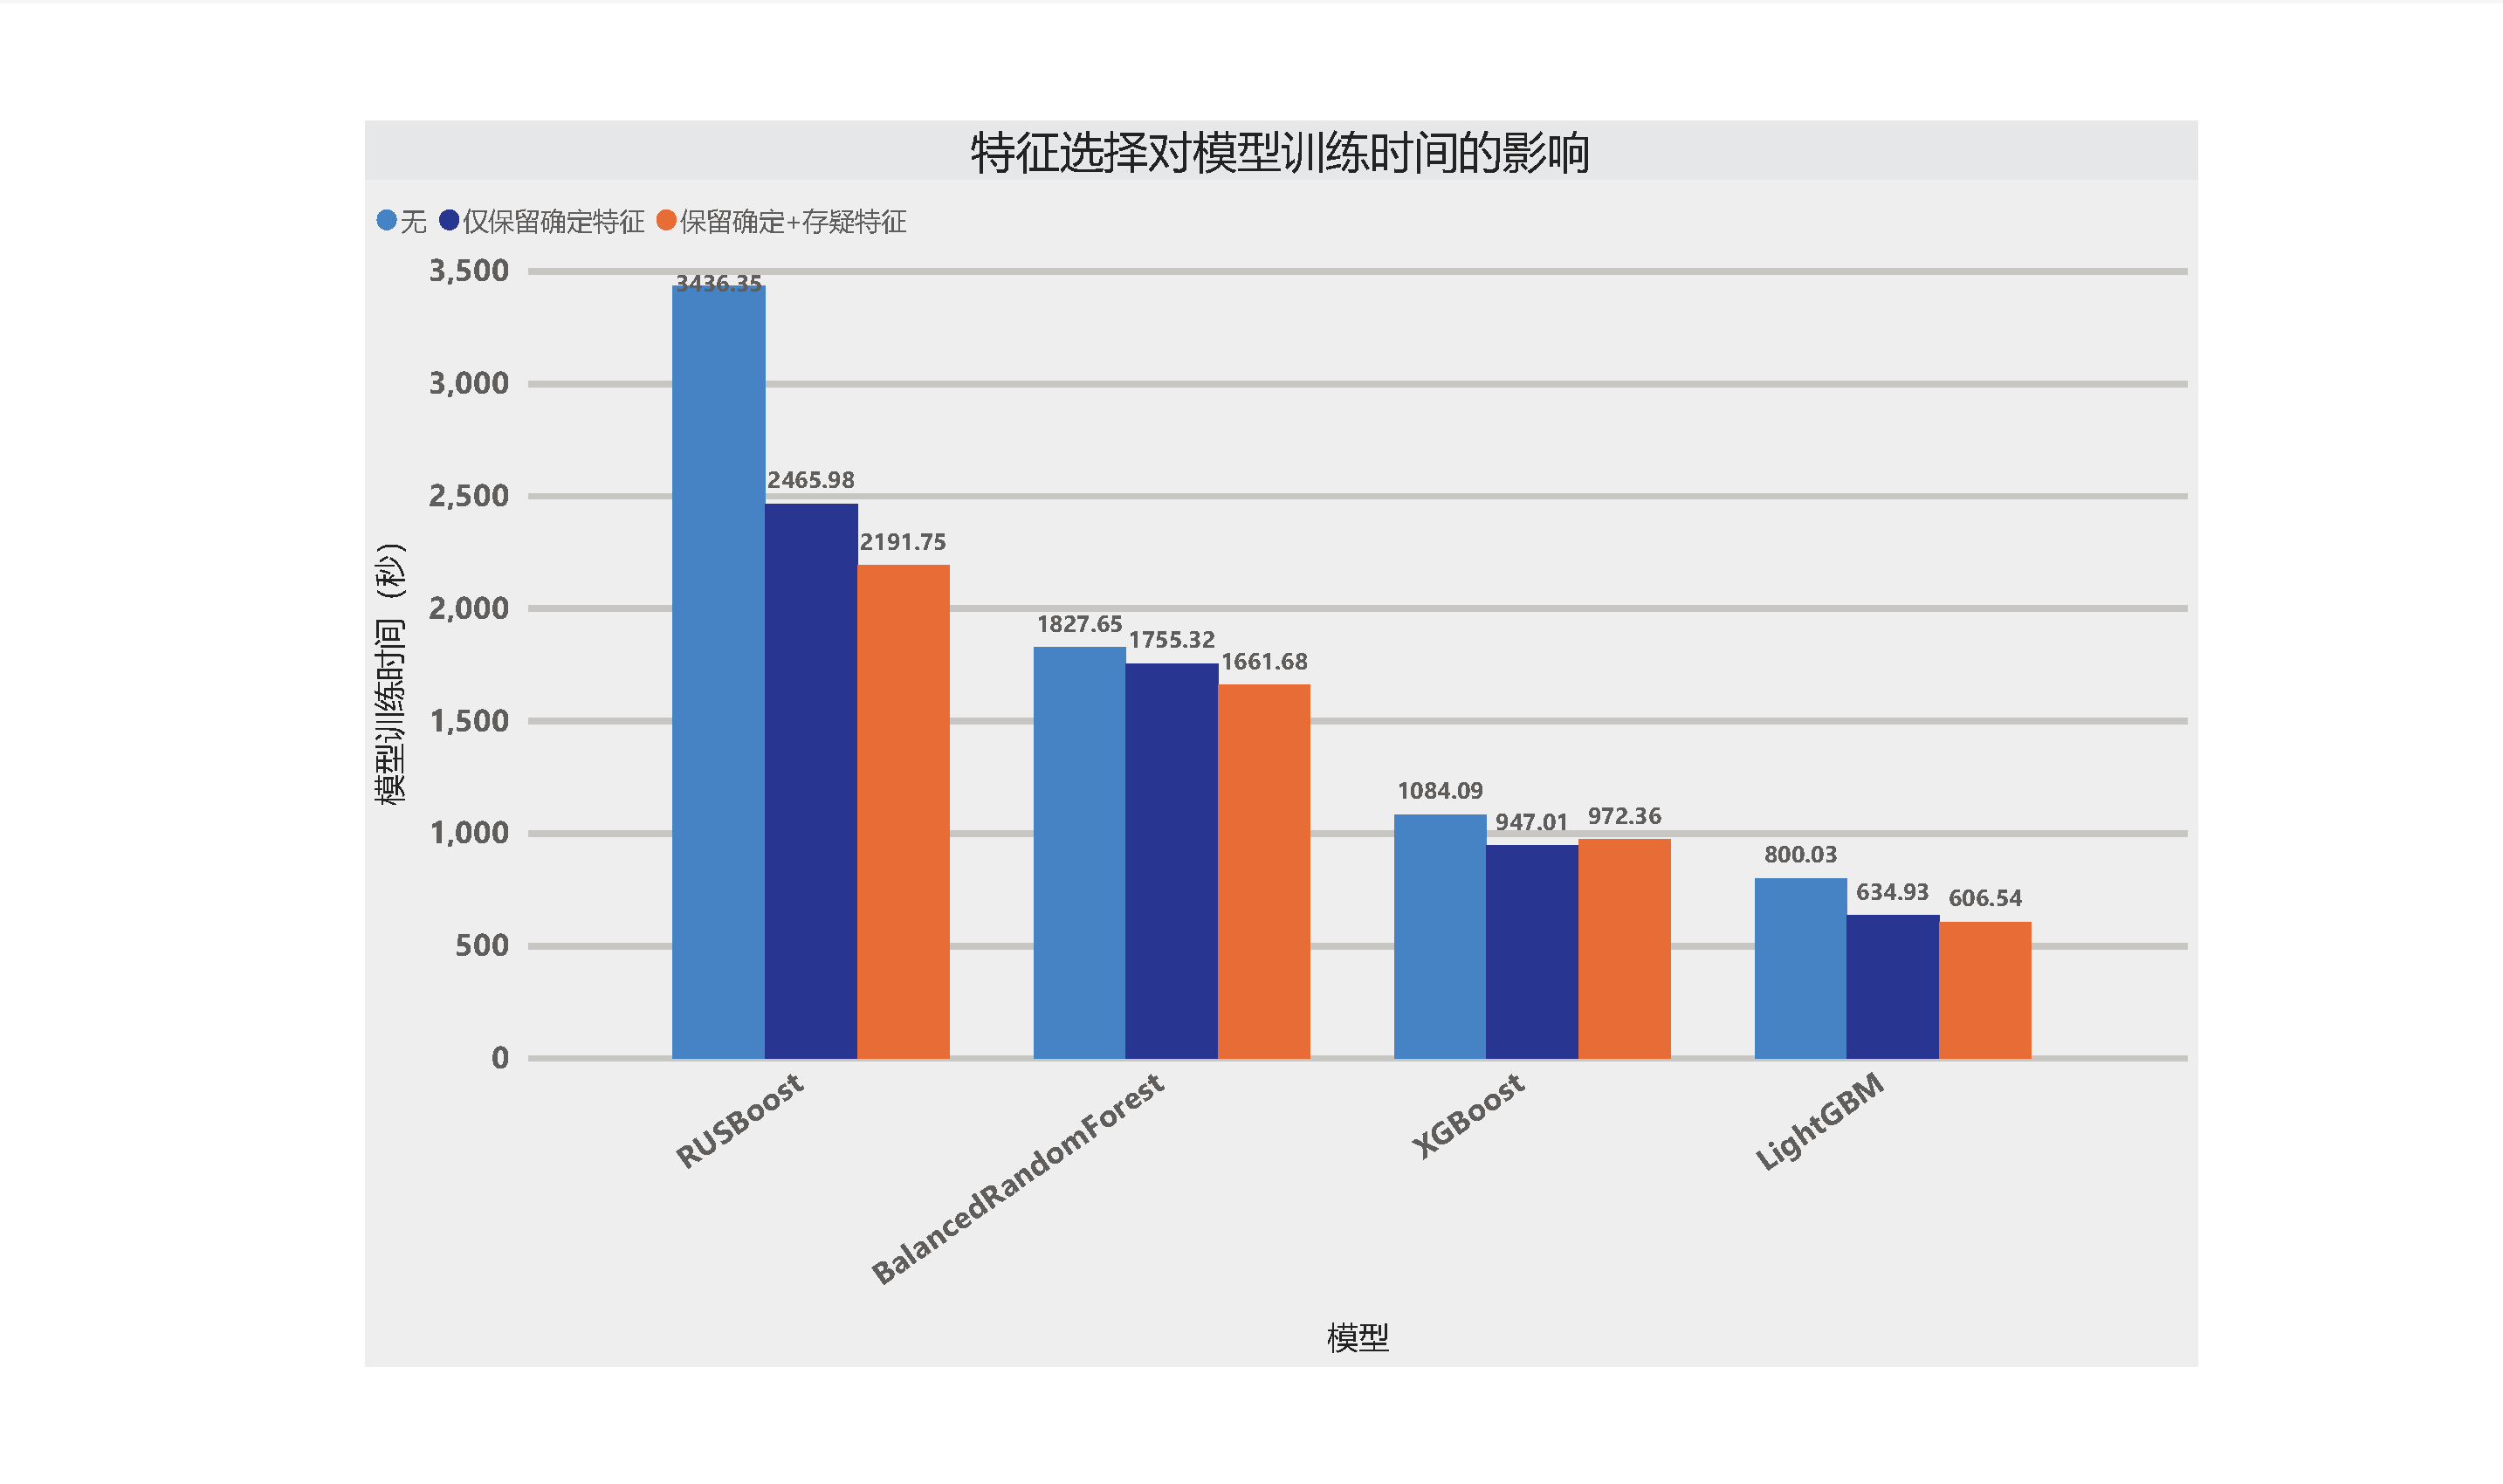 特征选择对模型训练时间的影响
无 仅保留确定特征 保留确定+存疑特征
模型训练时间 (秒)
3,500
3,000
2,500
2,000
1,500
1,000
500
0
3436.35
2465.98
2191.75
1827.65
1755.32
1661.68
1084.09
947.01
972.36
800.03
634.93
606.54
RUSBoost
BalancedRandomForest
XGBoost
LightGBM
模型